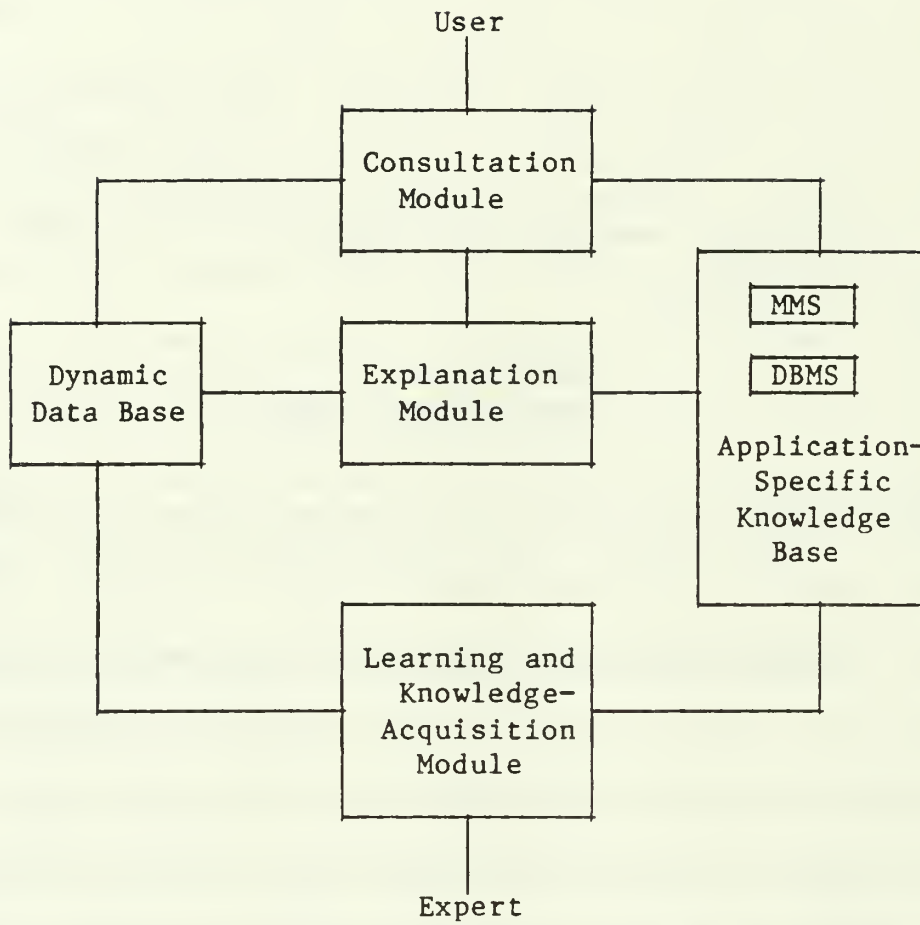 User
Consultation
Module
Dynamic
Data Base
Explanation
Module
MMS
DBMS
Application-
Specific
Knowledge
Base
Learning and
Knowledge-
Acquisition
Module
Expert